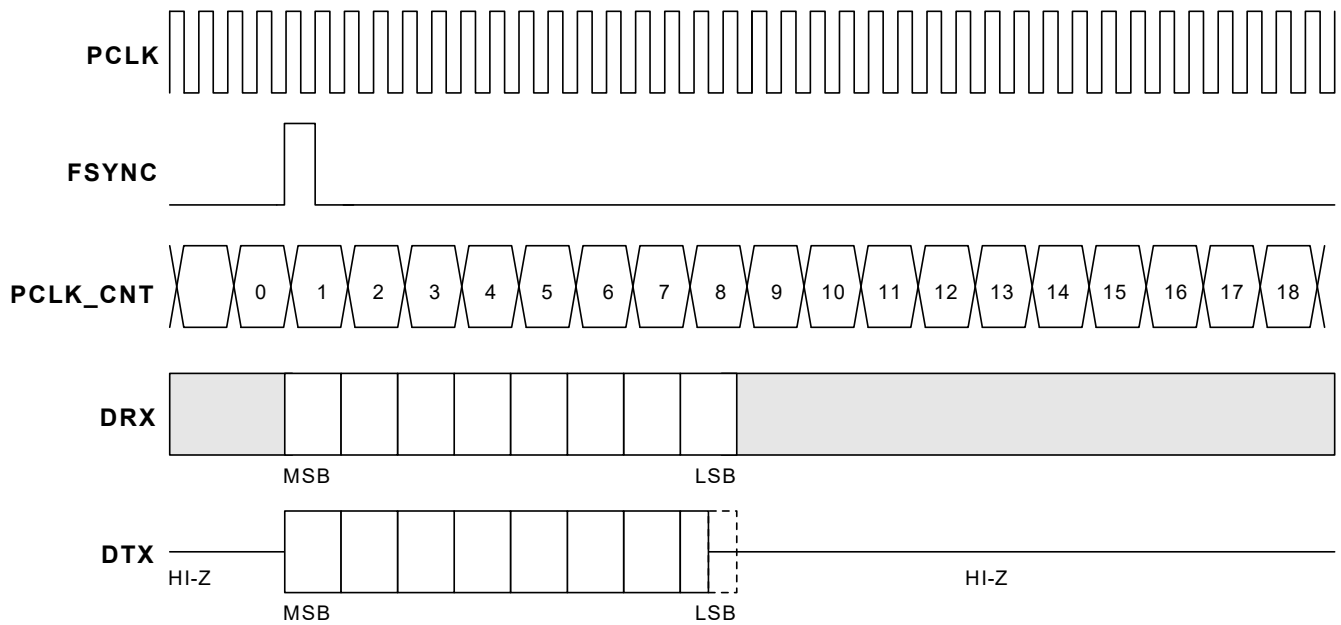 PCLK
FSYNC
PCLK_CNT 0 1 2 3 4 5 6 7 8 9 10 11 12 13 14 15 16 17 18
DRX
MSB LSB
DTX
HI-Z HI-Z
MSB LSB